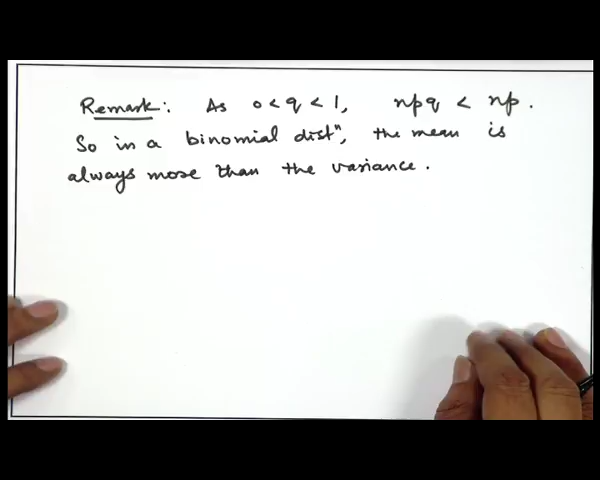 Remark: As 0 < q < 1, npq < np.
So in a binomial distⁿ, the mean is
always more than the variance.